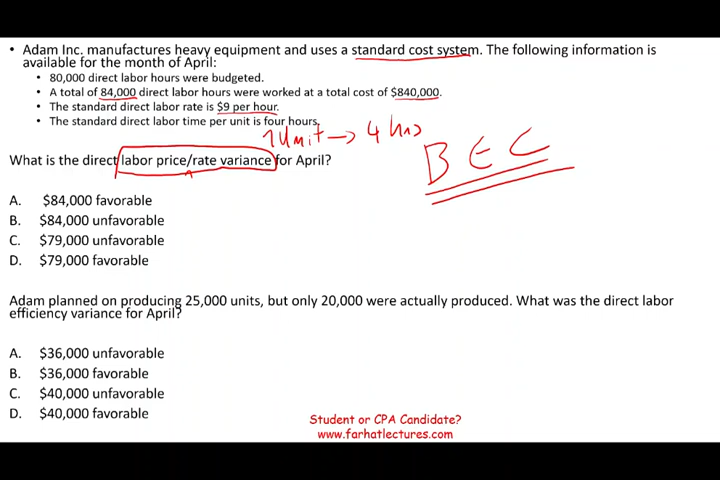 • Adam Inc. manufactures heavy equipment and uses a standard cost system. The following information is
available for the month of April:
• 80,000 direct labor hours were budgeted.
• A total of 84,000 direct labor hours were worked at a total cost of $840,000.
• The standard direct labor rate is $9 per hour.
• The standard direct labor time per unit is four hours.
1 Unit → 4 hrs
What is the direct labor price/rate variance for April?
B E C
A. $84,000 favorable
B. $84,000 unfavorable
C. $79,000 unfavorable
D. $79,000 favorable
Adam planned on producing 25,000 units, but only 20,000 were actually produced. What was the direct labor
efficiency variance for April?
A. $36,000 unfavorable
B. $36,000 favorable
C. $40,000 unfavorable
D. $40,000 favorable
Student or CPA Candidate?
www.farhatlectures.com